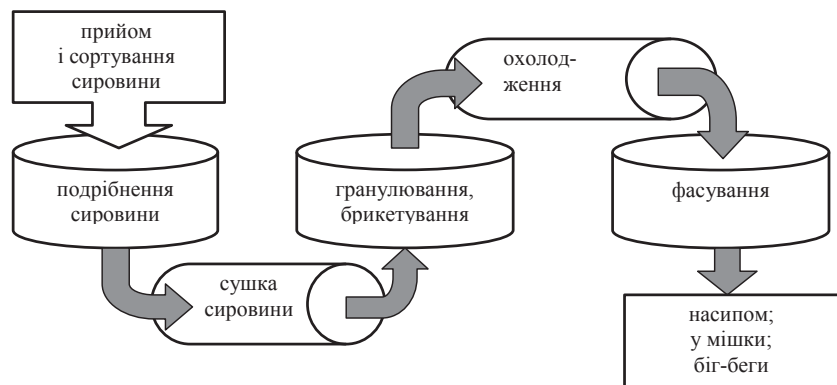 прийом
і сортування
сировини
подрібнення
сировини
сушка
сировини
гранулювання,
брикетування
охолод-
ження
фасування
насипом;
у мішки;
біг-беги